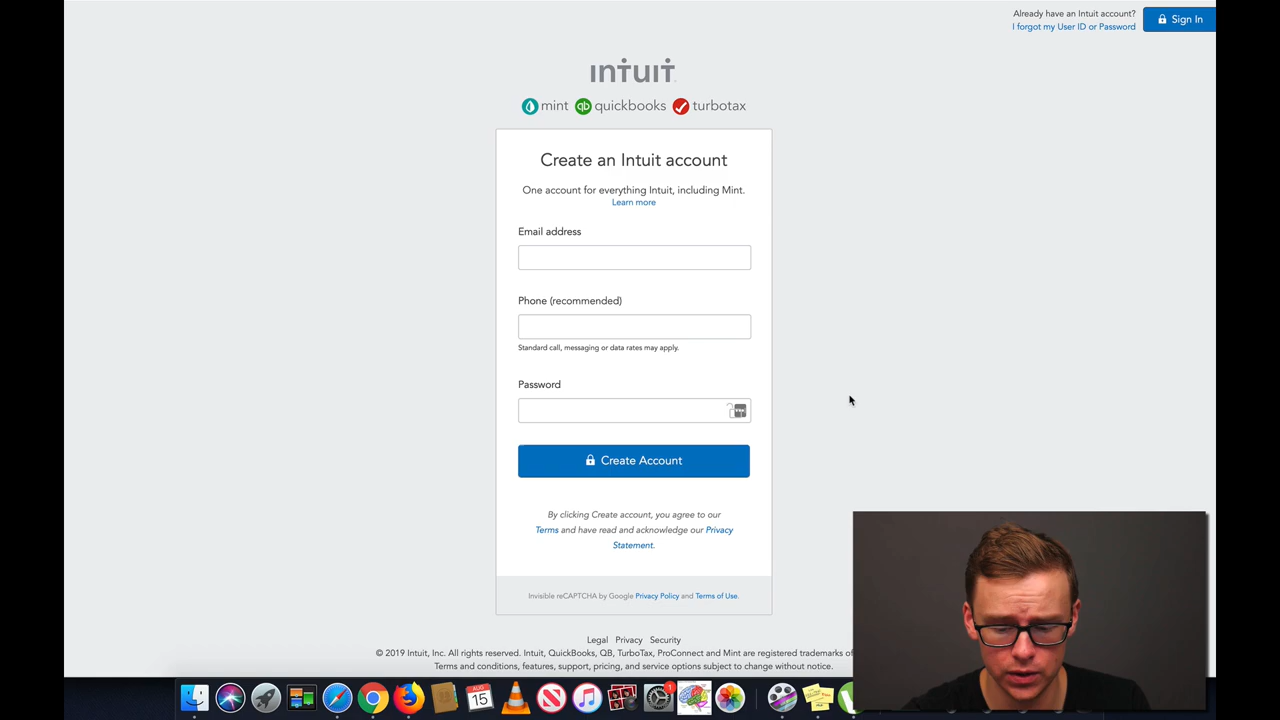 Already have an Intuit account?
I forgot my User ID or Password
Sign In
intuit
mint quickbooks turbotax
Create an Intuit account
One account for everything Intuit, including Mint.
Learn more
Email address
Phone (recommended)
Standard call, messaging or data rates may apply.
Password
Create Account
By clicking Create account, you agree to our
Terms and have read and acknowledge our Privacy
Statement.
Invisible reCAPTCHA by Google Privacy Policy and Terms of Use.
Legal Privacy Security
© 2019 Intuit, Inc. All rights reserved. Intuit, QuickBooks, QB, TurboTax, ProConnect and Mint are registered trademarks of
Terms and conditions, features, support, pricing, and service options subject to change without notice.
AUG
15
1